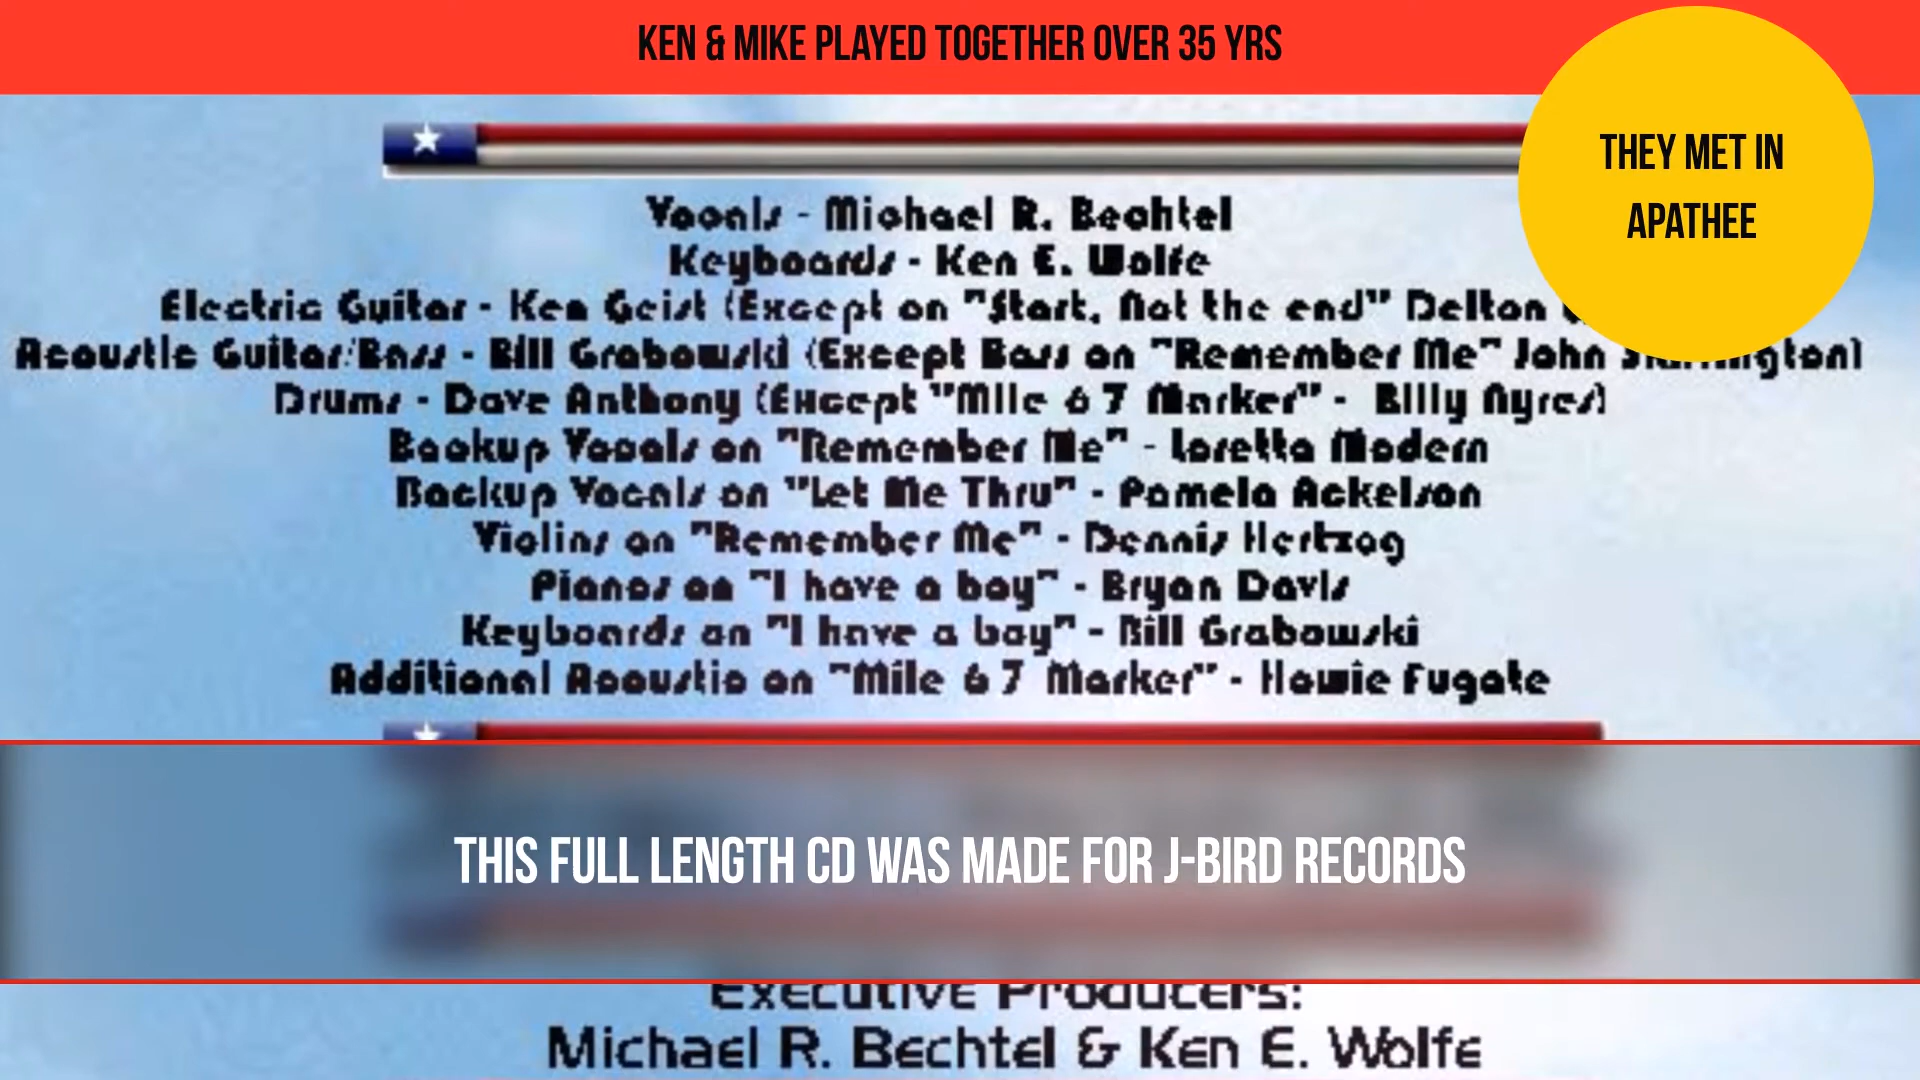 KEN & MIKE PLAYED TOGETHER OVER 35 YRS
THEY MET IN
APATHEE
Vocals - Michael R. Bechtel
Keyboards - Ken E. Wolfe
Electric Guitar - Ken Geist (Except on "Start, Not the end" Delton
Acoustic Guitar/Bass - Bill Grabowski (Except Bass on "Remember Me" John
Drums - Dave Anthony (Except "Mile 67 Marker" - Billy Ayres)
Backup Vocals on "Remember Me" - Loretta Modern
Backup Vocals on "Let Me Thru" - Pamela Ackelson
Violins on "Remember Me" - Dennis Hertzog
Pianos on "I have a boy" - Bryan Davis
Keyboards on "I have a boy" - Bill Grabowski
Additional Acoustic on "Mile 67 Marker" - Howie Fugate
THIS FULL LENGTH CD WAS MADE FOR J-BIRD RECORDS
Executive Producers:
Michael R. Bechtel & Ken E. Wolfe